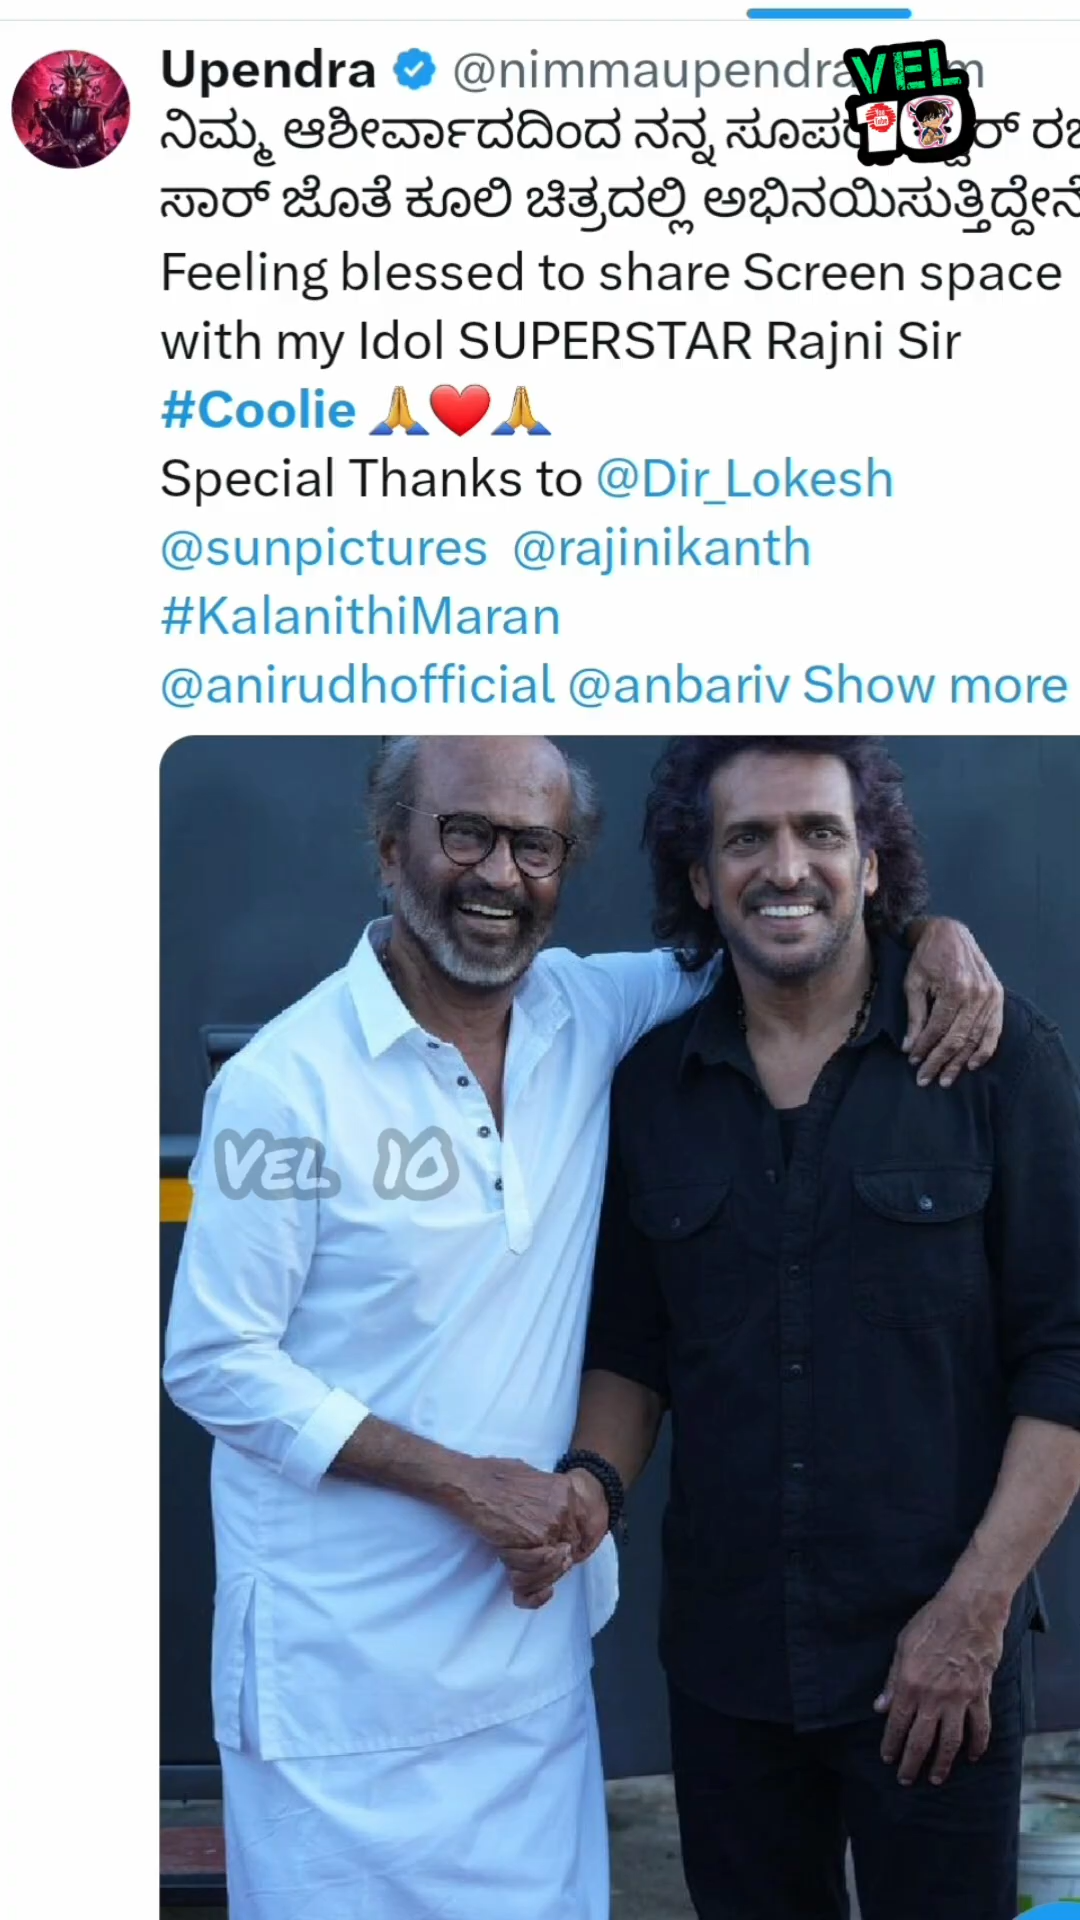 Upendra @nimmaupendra
VEL
10
ನಿಮ್ಮ ಆಶೀರ್ವಾದದಿಂದ ನನ್ನ
ಸಾರ್ ಜೊತೆ ಕೂಲಿ ಚಿತ್ರದಲ್ಲಿ ಅಭಿನಯಿಸುತ್ತಿದ್ದೇನೆ
Feeling blessed to share Screen space
with my Idol SUPERSTAR Rajni Sir
#Coolie 🙏❤️🙏
Special Thanks to @Dir_Lokesh
@sunpictures @rajinikanth
#KalanithiMaran
@anirudhofficial @anbariv Show more
VEL 10